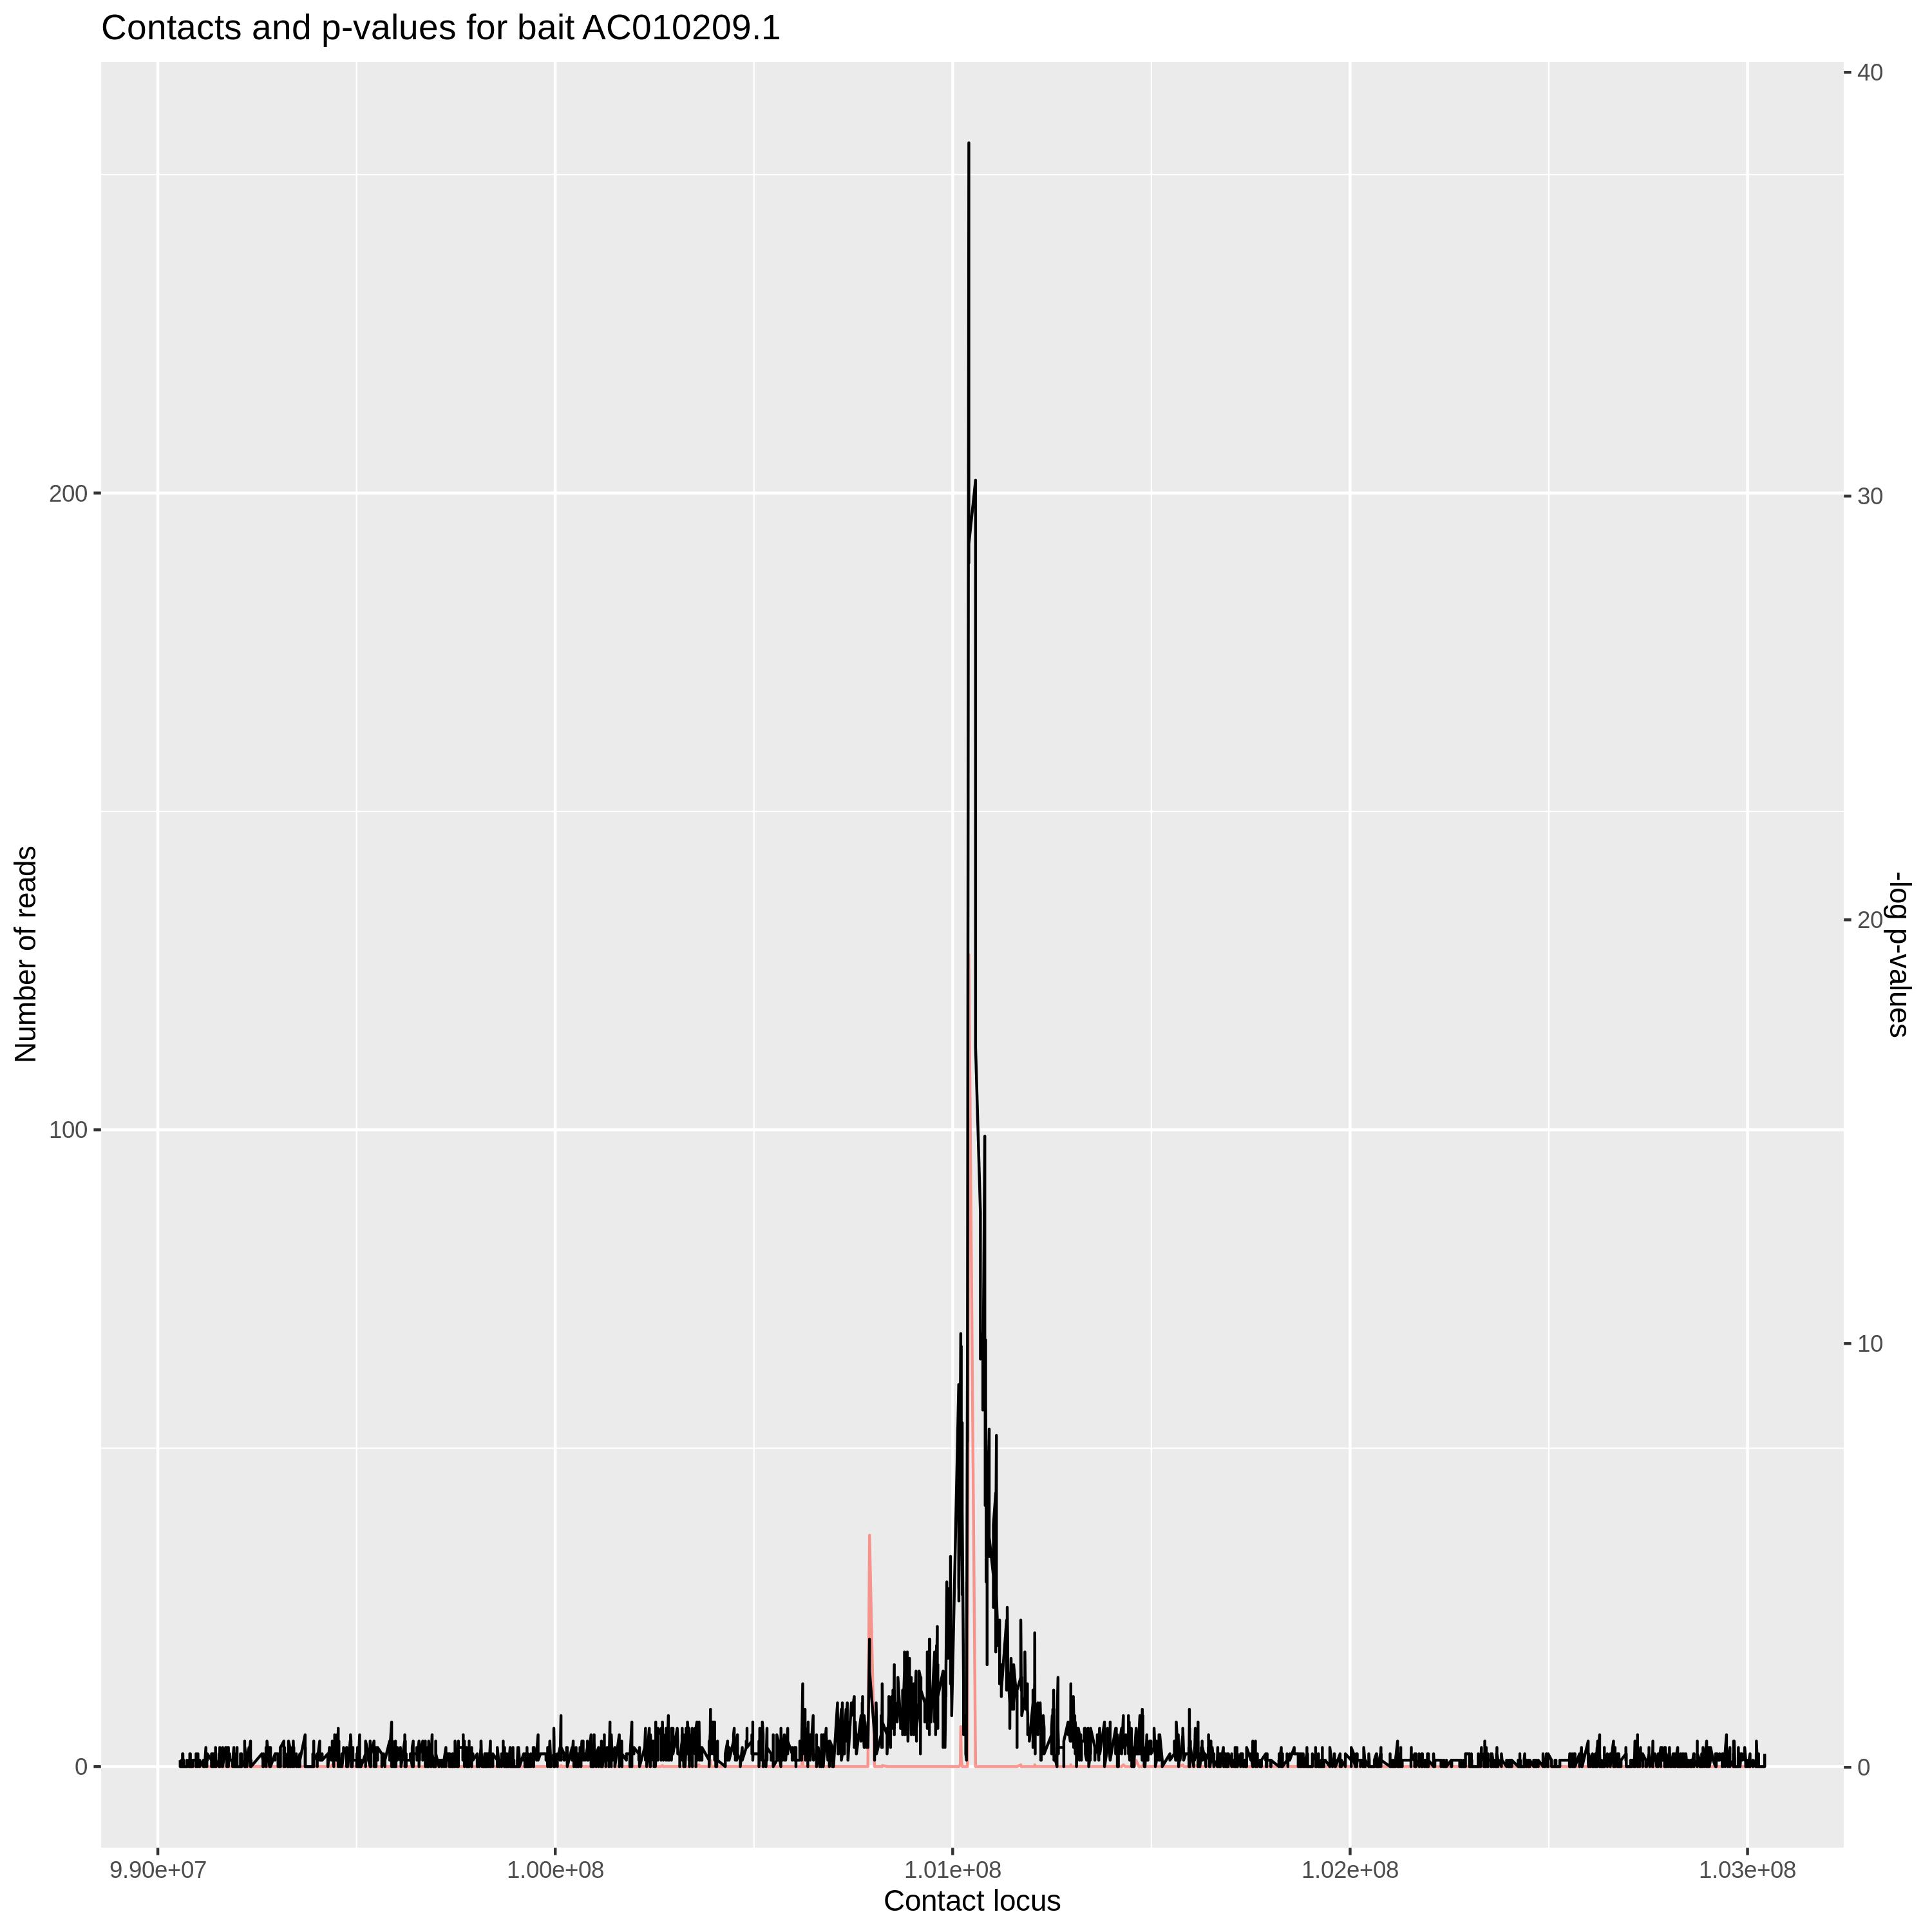 Contacts and p-values for bait AC010209.1
40
200
30
Number of reads
-log p-values
20
100
10
0
0
9.90e+07
1.00e+08
1.01e+08
1.02e+08
1.03e+08
Contact locus